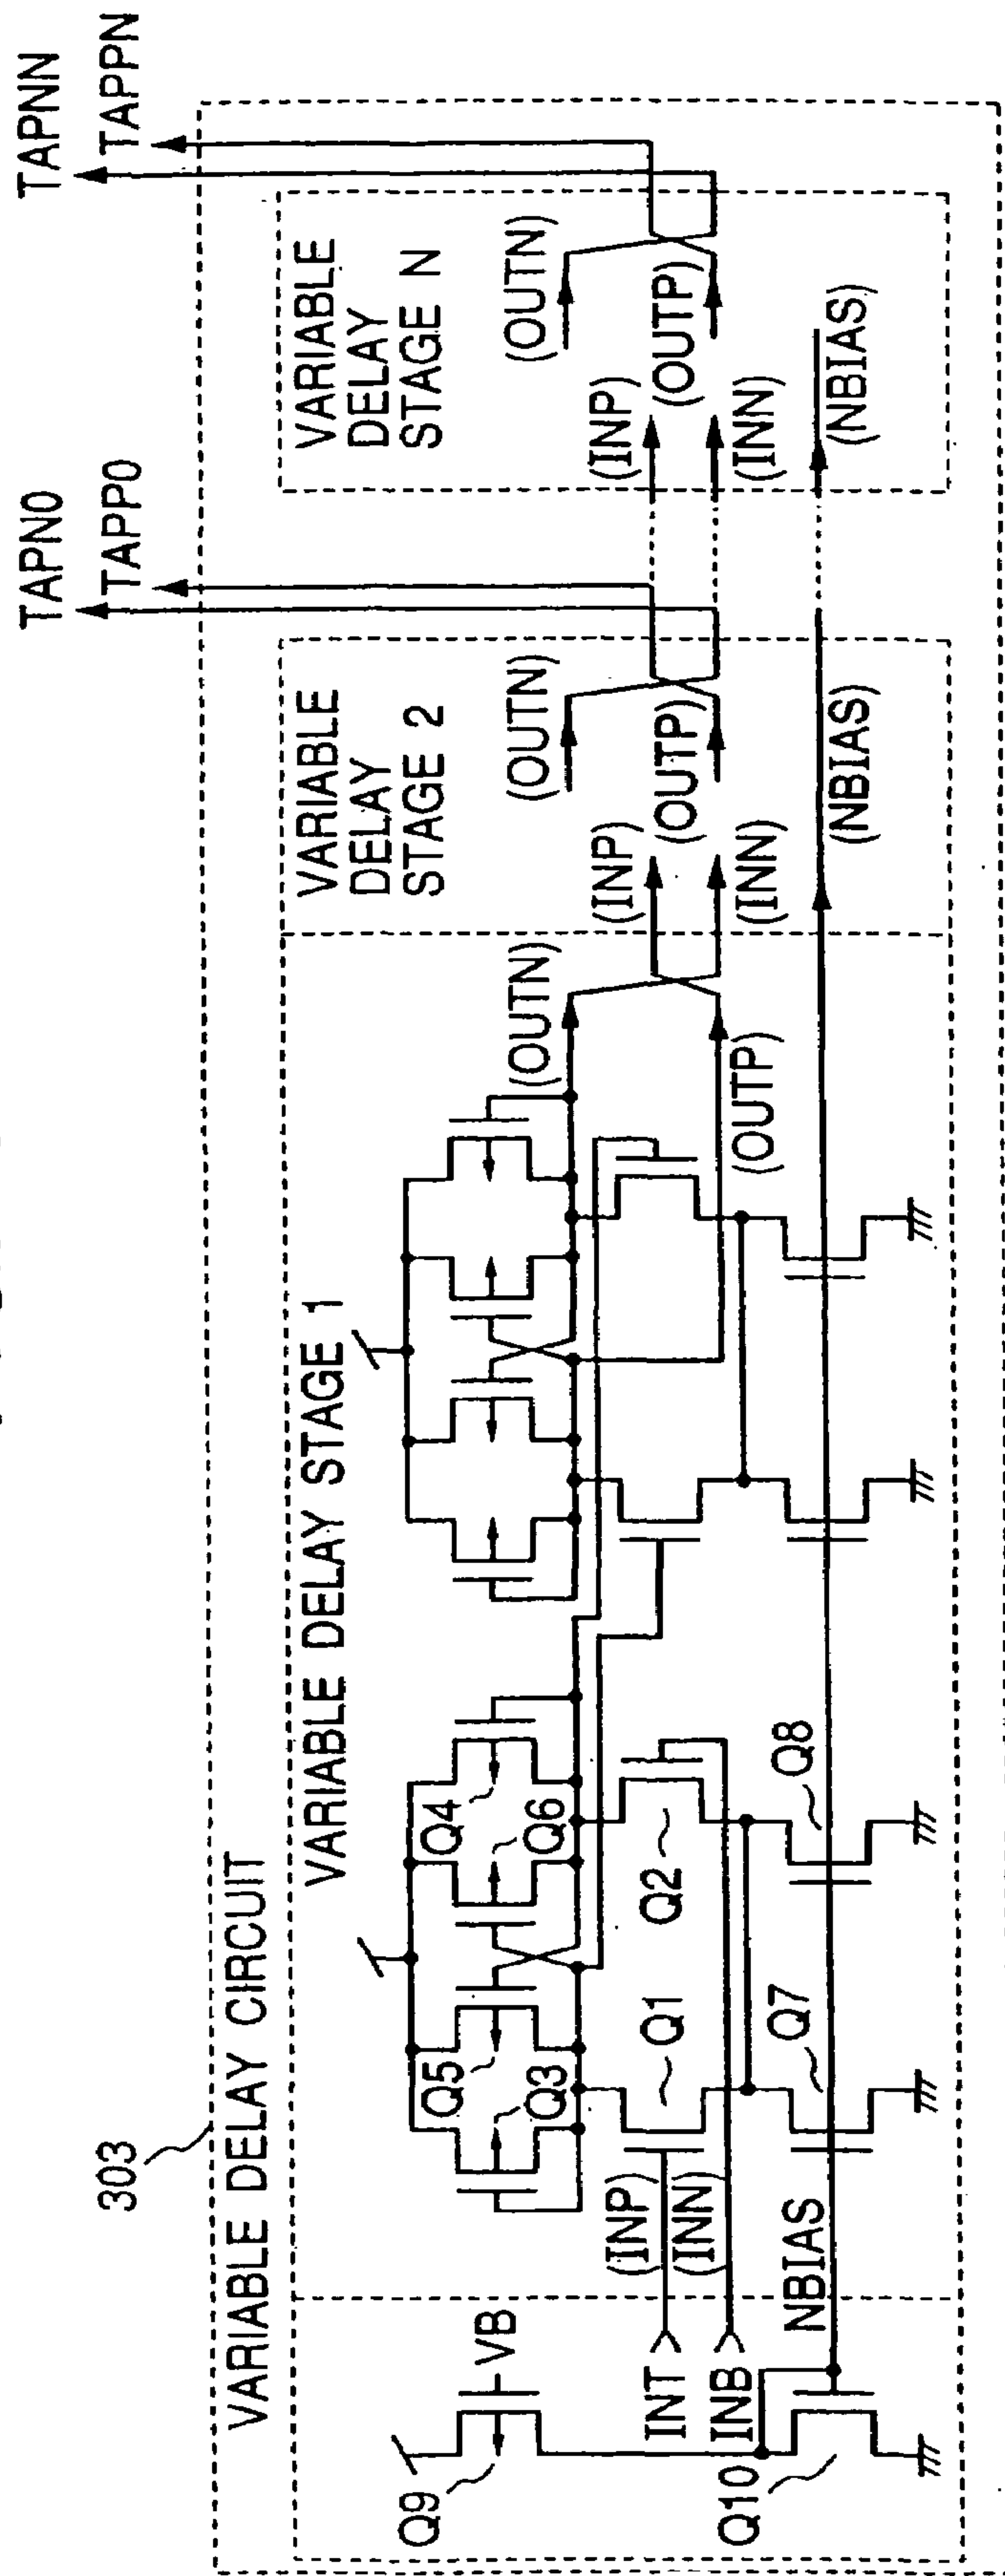 303
VARIABLE DELAY CIRCUIT
TAPN0
TAPP0
TAPNN
TAPPN
VARIABLE DELAY STAGE 1
VARIABLE
DELAY
STAGE 2
VARIABLE
DELAY
STAGE N
Q9
VB
Q5
Q3
Q4
Q6
(OUTN)
(OUTN)
(OUTN)
INT
(INP)
Q1
Q2
(INP)
(OUTP)
(INP)
(OUTP)
INB
(INN)
(OUTP)
(INN)
(INN)
Q10
NBIAS
Q7
Q8
(NBIAS)
(NBIAS)